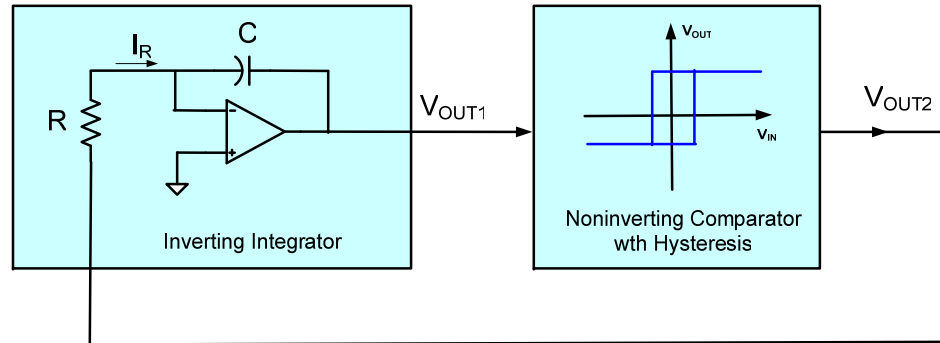 I_R
C
R
-
+
V_OUT1
Inverting Integrator
V_OUT
V_IN
Noninverting Comparator
wth Hysteresis
V_OUT2